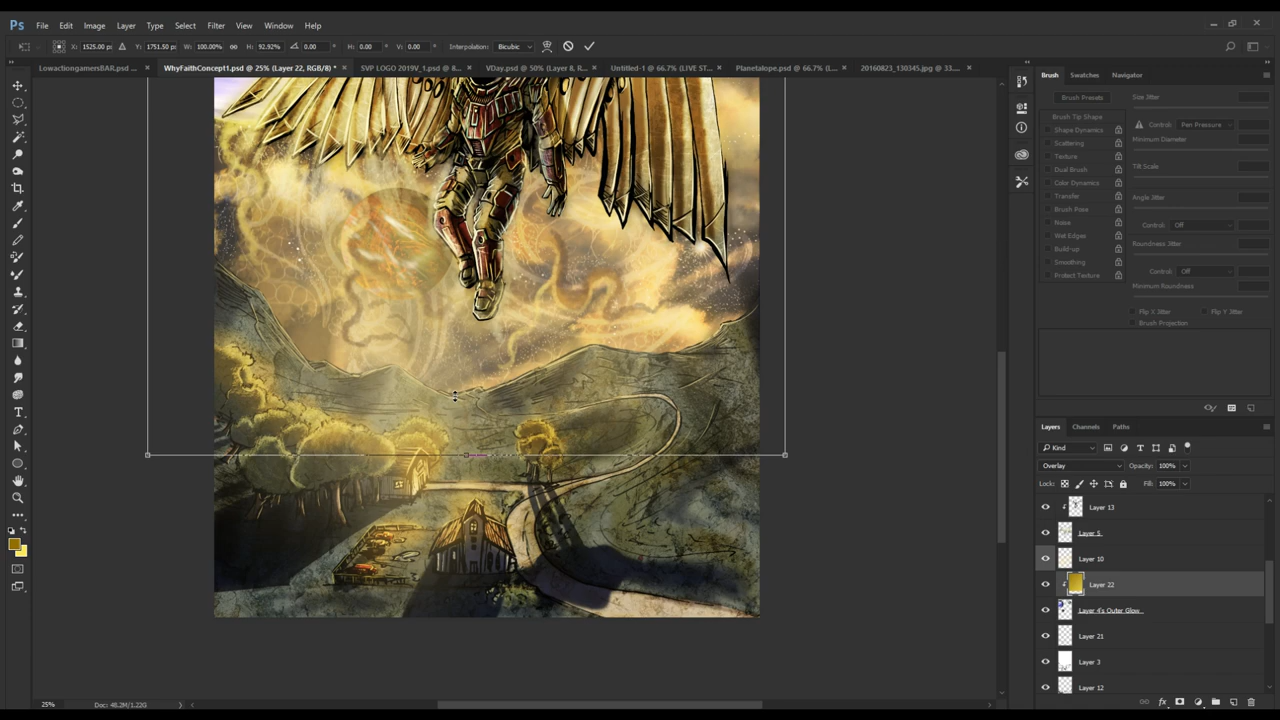 Ps File Edit Image Layer Type Select Filter View Window Help
X: 1525.00 px Y: 1751.50 px W: 100.00% H: 92.92% 0.00 ° H: 0.00 ° V: 0.00 ° Interpolation: Bicubic
LowactiongamersBAR.psd ... × WhyFaithConcept1.psd @ 25% (Layer 22, RGB/8) * × SVP LOGO 2019V_1.psd @ 8... × VDay.psd @ 50% (Layer 8, R... × Untitled-1 @ 66.7% (LIVE ST... × Planetalope.psd @ 66.7% (L... × 20160823_130345.jpg @ 33.... ×
Brush Swatches Navigator
Brush Presets Size Jitter
Brush Tip Shape
Shape Dynamics
Scattering
Texture
Dual Brush
Color Dynamics
Transfer
Brush Pose
Noise
Wet Edges
Build-up
Smoothing
Protect Texture
Control: Pen Pressure
Minimum Diameter
Tilt Scale
Angle Jitter
Control: Off
Roundness Jitter
Control: Off
Minimum Roundness
Flip X Jitter Flip Y Jitter
Brush Projection
Layers Channels Paths
Kind
Overlay Opacity: 100%
Lock: Fill: 100%
Layer 13
Layer 5
Layer 10
Layer 22
Layer 4's Outer Glow
Layer 21
Layer 3
Layer 12
25% Doc: 48.2M/1.22G